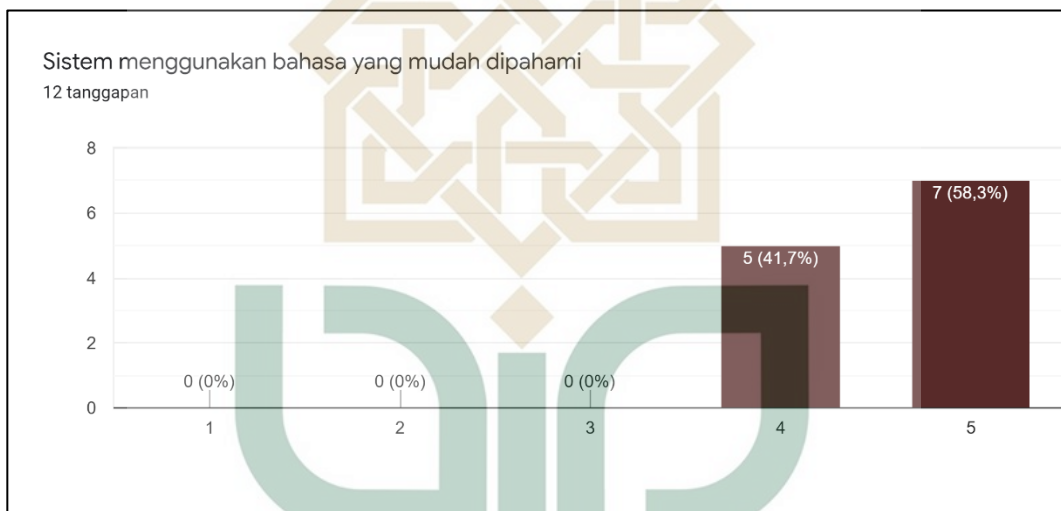 Sistem menggunakan bahasa yang mudah dipahami
12 tanggapan
8
7 (58,3%)
6
5 (41,7%)
4
2
0 (0%) 0 (0%) 0 (0%)
0
1 2 3 4 5